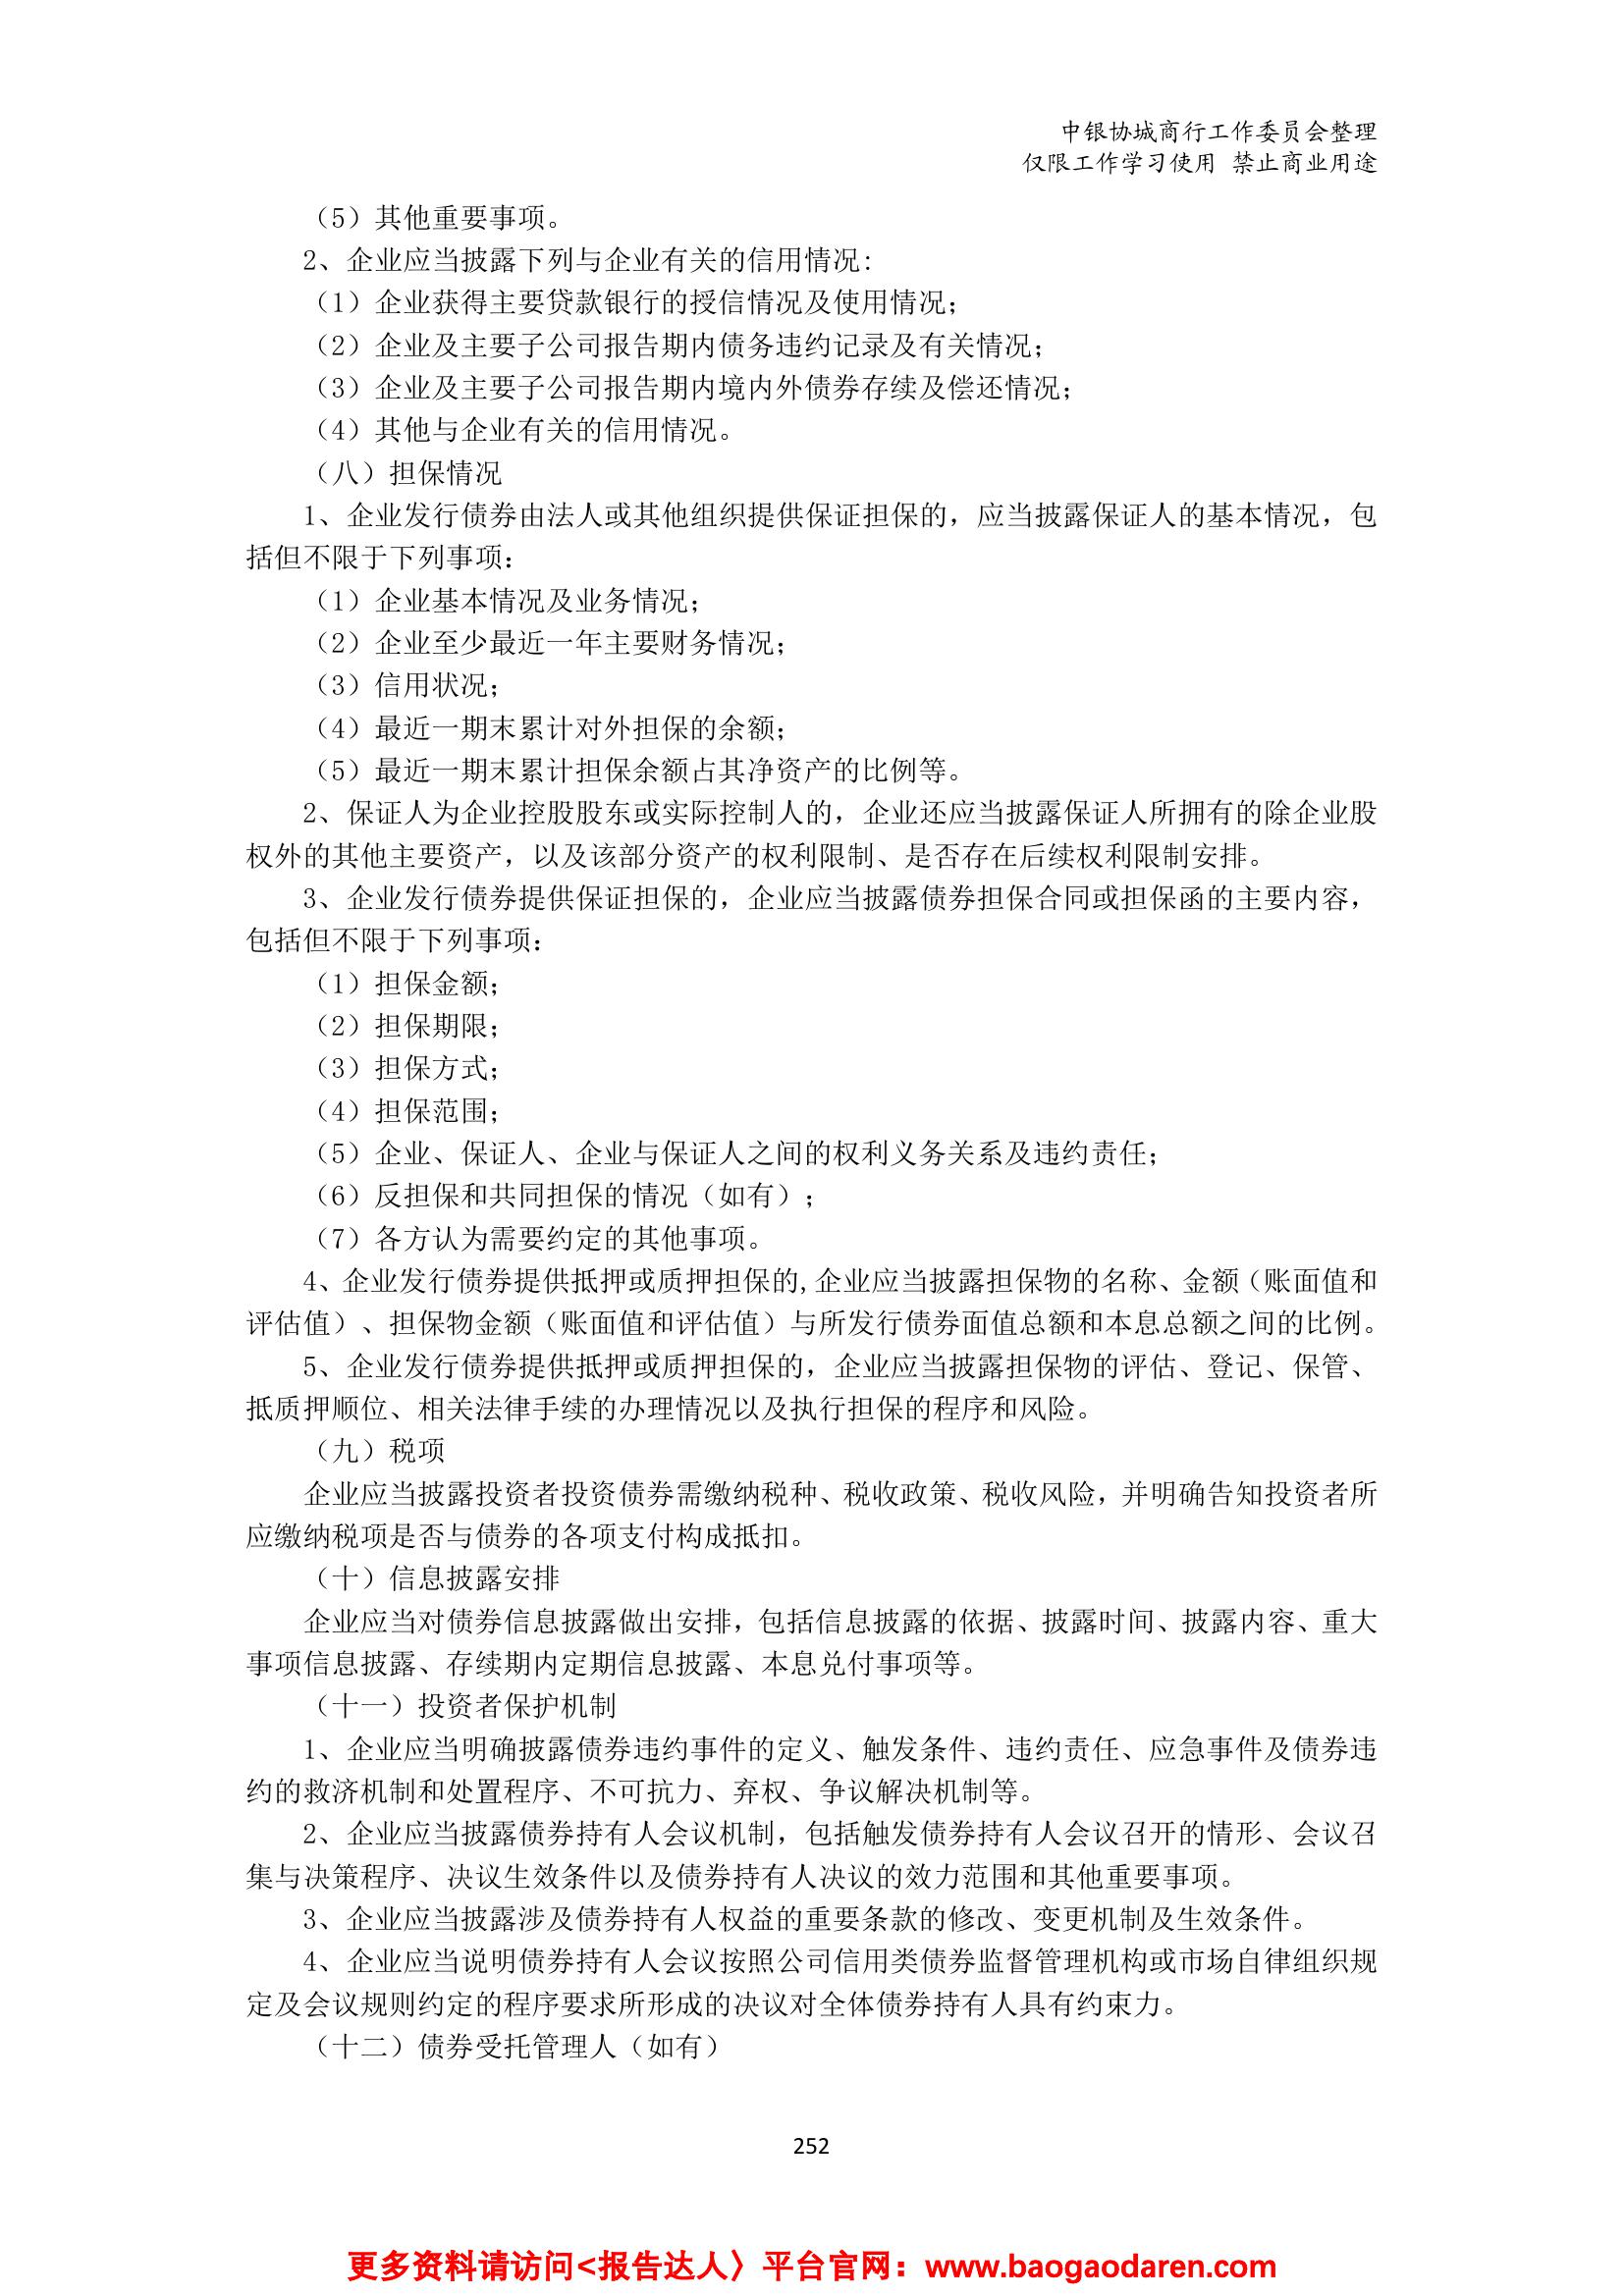 中银协城商行工作委员会整理
仅限工作学习使用 禁止商业用途
（5）其他重要事项。
2、企业应当披露下列与企业有关的信用情况：
（1）企业获得主要贷款银行的授信情况及使用情况；
（2）企业及主要子公司报告期内债务违约记录及有关情况；
（3）企业及主要子公司报告期内境内外债券存续及偿还情况；
（4）其他与企业有关的信用情况。
（八）担保情况
1、企业发行债券由法人或其他组织提供保证担保的，应当披露保证人的基本情况，包
括但不限于下列事项：
（1）企业基本情况及业务情况；
（2）企业至少最近一年主要财务情况；
（3）信用状况；
（4）最近一期末累计对外担保的余额；
（5）最近一期末累计担保余额占其净资产的比例等。
2、保证人为企业控股股东或实际控制人的，企业还应当披露保证人所拥有的除企业股
权外的其他主要资产，以及该部分资产的权利限制、是否存在后续权利限制安排。
3、企业发行债券提供保证担保的，企业应当披露债券担保合同或担保函的主要内容，
包括但不限于下列事项：
（1）担保金额；
（2）担保期限；
（3）担保方式；
（4）担保范围；
（5）企业、保证人、企业与保证人之间的权利义务关系及违约责任；
（6）反担保和共同担保的情况（如有）；
（7）各方认为需要约定的其他事项。
4、企业发行债券提供抵押或质押担保的,企业应当披露担保物的名称、金额（账面值和
评估值）、担保物金额（账面值和评估值）与所发行债券面值总额和本息总额之间的比例。
5、企业发行债券提供抵押或质押担保的，企业应当披露担保物的评估、登记、保管、
抵质押顺位、相关法律手续的办理情况以及执行担保的程序和风险。
（九）税项
企业应当披露投资者投资债券需缴纳税种、税收政策、税收风险，并明确告知投资者所
应缴纳税项是否与债券的各项支付构成抵扣。
（十）信息披露安排
企业应当对债券信息披露做出安排，包括信息披露的依据、披露时间、披露内容、重大
事项信息披露、存续期内定期信息披露、本息兑付事项等。
（十一）投资者保护机制
1、企业应当明确披露债券违约事件的定义、触发条件、违约责任、应急事件及债券违
约的救济机制和处置程序、不可抗力、弃权、争议解决机制等。
2、企业应当披露债券持有人会议机制，包括触发债券持有人会议召开的情形、会议召
集与决策程序、决议生效条件以及债券持有人决议的效力范围和其他重要事项。
3、企业应当披露涉及债券持有人权益的重要条款的修改、变更机制及生效条件。
4、企业应当说明债券持有人会议按照公司信用类债券监督管理机构或市场自律组织规
定及会议规则约定的程序要求所形成的决议对全体债券持有人具有约束力。
（十二）债券受托管理人（如有）
252
更多资料请访问<报告达人〉平台官网：www.baogaodaren.com